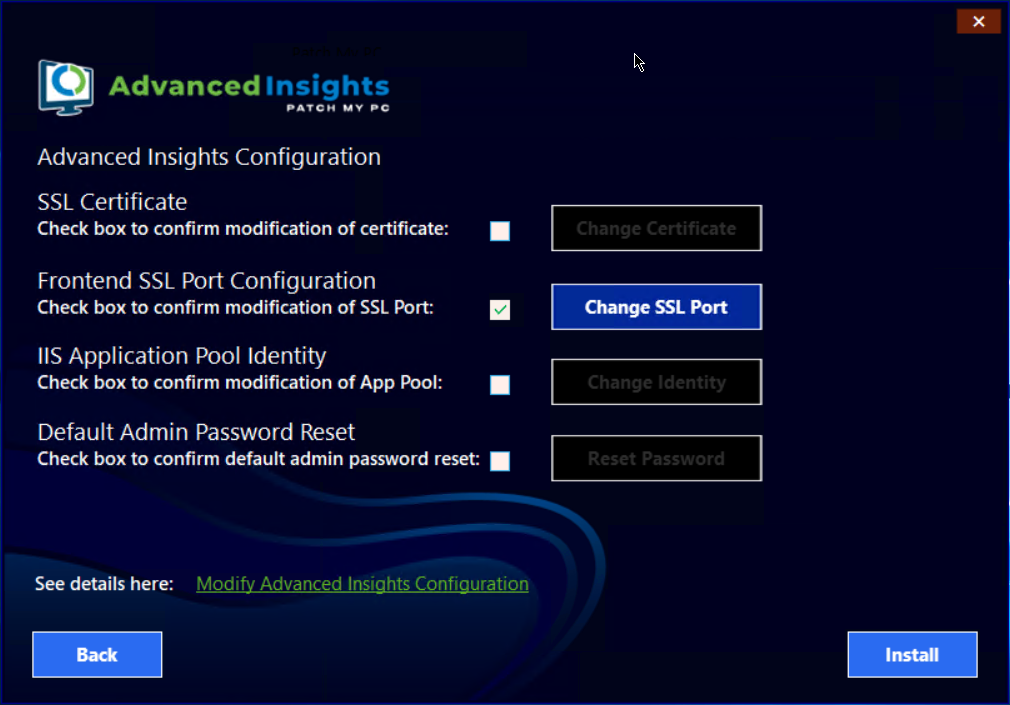 Advanced Insights
PATCH MY PC
Advanced Insights Configuration
SSL Certificate
Check box to confirm modification of certificate:
Change Certificate
Frontend SSL Port Configuration
Check box to confirm modification of SSL Port:
Change SSL Port
IIS Application Pool Identity
Check box to confirm modification of App Pool:
Change Identity
Default Admin Password Reset
Check box to confirm default admin password reset:
Reset Password
See details here: Modify Advanced Insights Configuration
Back
Install